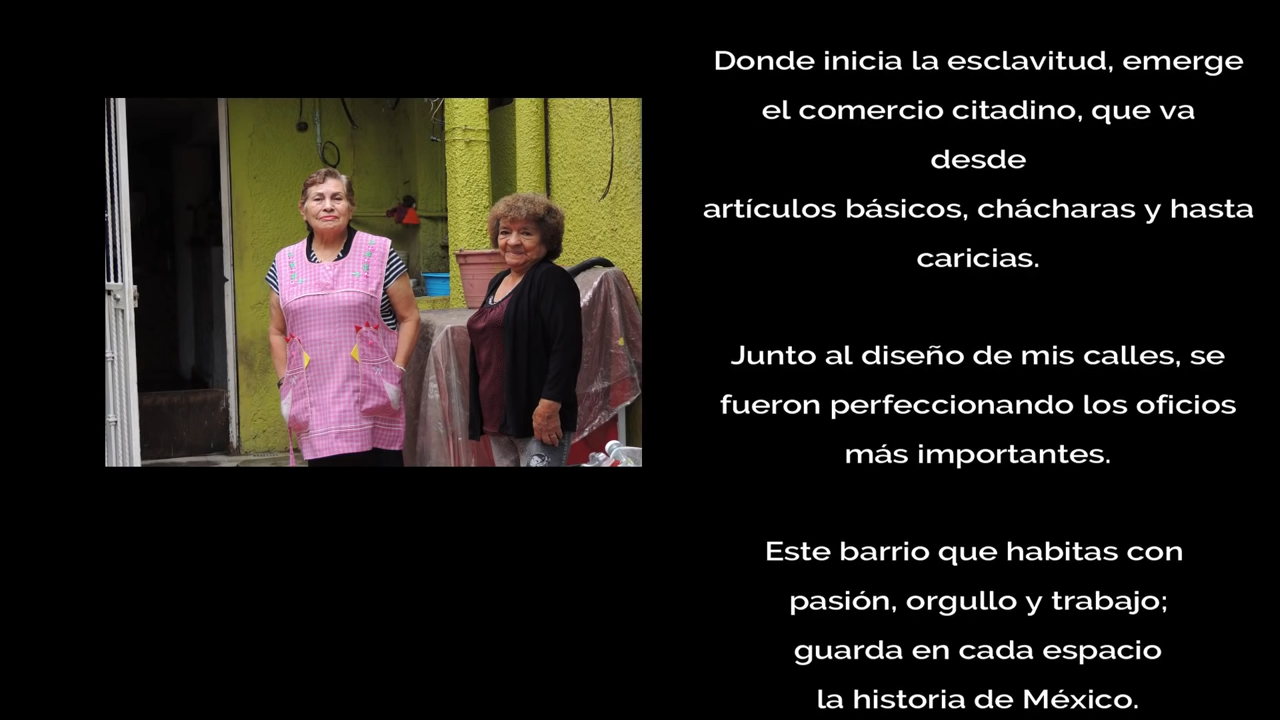 Donde inicia la esclavitud, emerge
el comercio citadino, que va
desde
artículos básicos, chácharas y hasta
caricias.
Junto al diseño de mis calles, se
fueron perfeccionando los oficios
más importantes.
Este barrio que habitas con
pasión, orgullo y trabajo;
guarda en cada espacio
la historia de México.